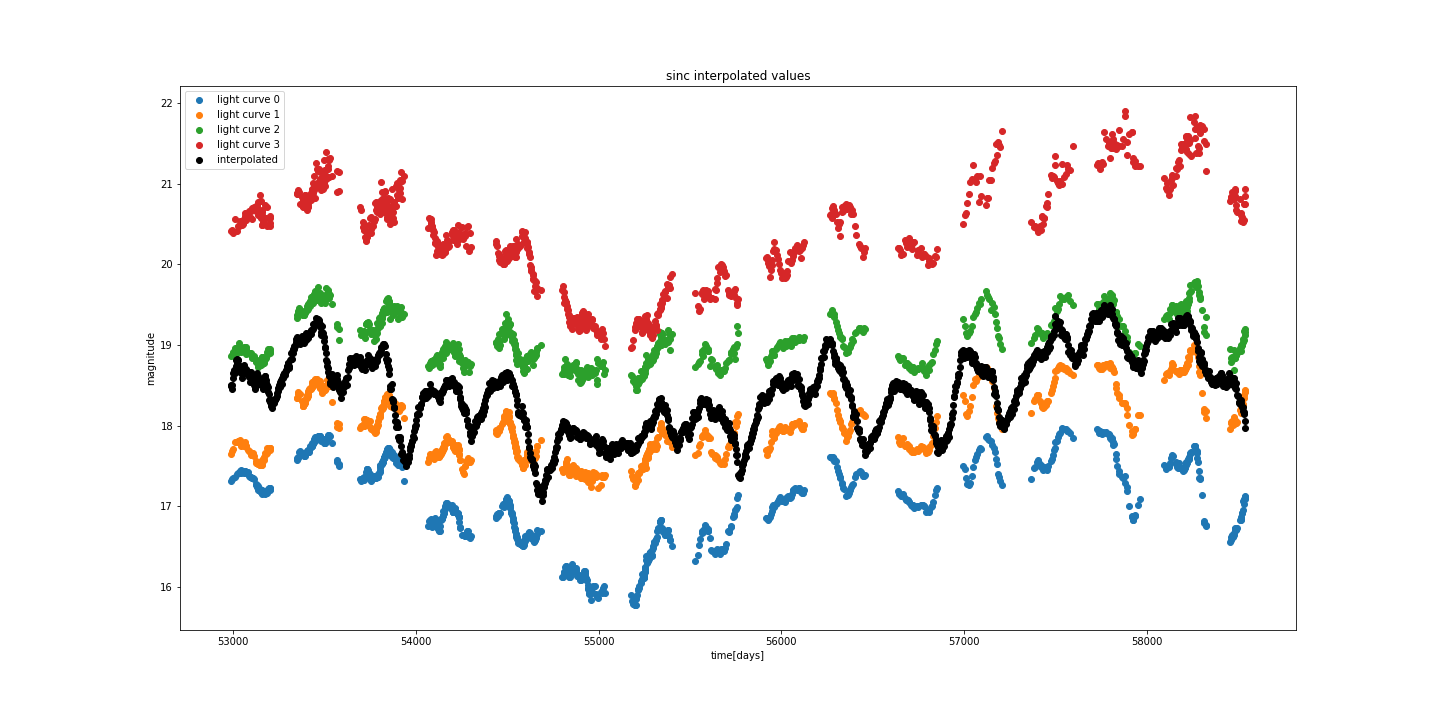 sinc interpolated values
light curve 0
light curve 1
light curve 2
light curve 3
interpolated
22
21
20
19
18
17
16
magnitude
53000 54000 55000 56000 57000 58000
time[days]